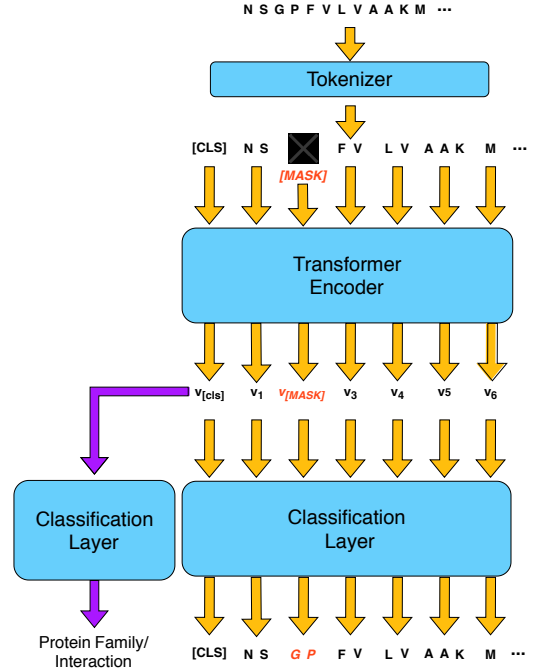 N S G P F V L V A A K M ...
Tokenizer
[CLS] N S F V L V A A K M ...
[MASK]
Transformer
Encoder
v[cls] v1 v[MASK] v3 v4 v5 v6
Classification
Layer
Classification
Layer
Protein Family/
Interaction
[CLS] N S G P F V L V A A K M ...